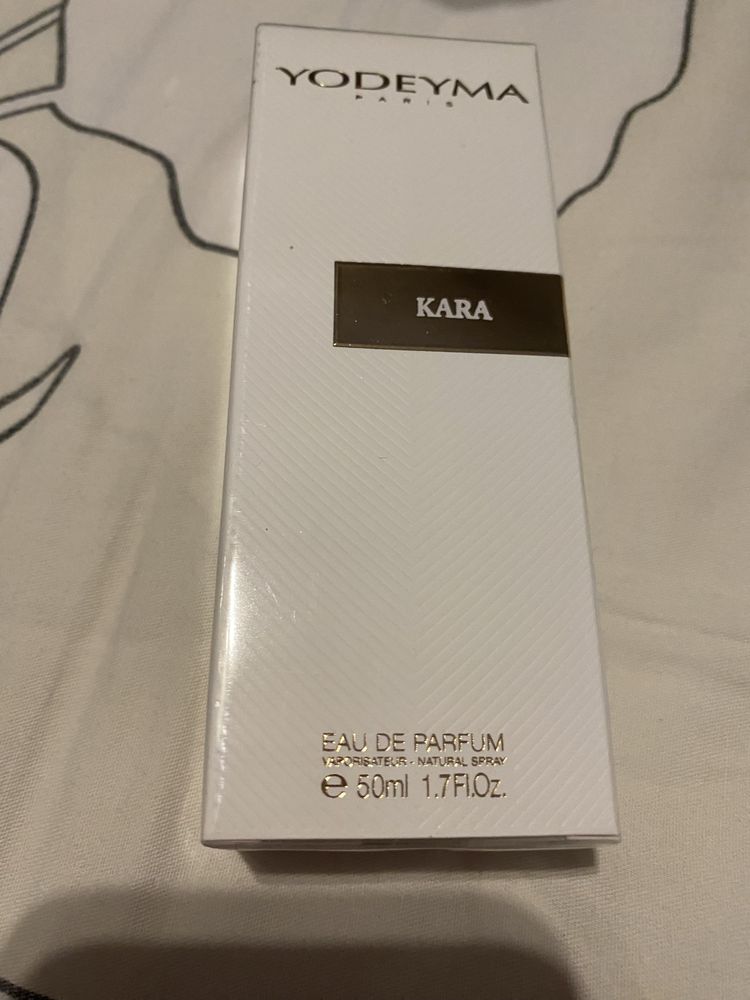 YODEYMA
PARIS
KARA
EAU DE PARFUM
VAPORISATEUR - NATURAL SPRAY
℮ 50ml 1.7Fl.Oz.